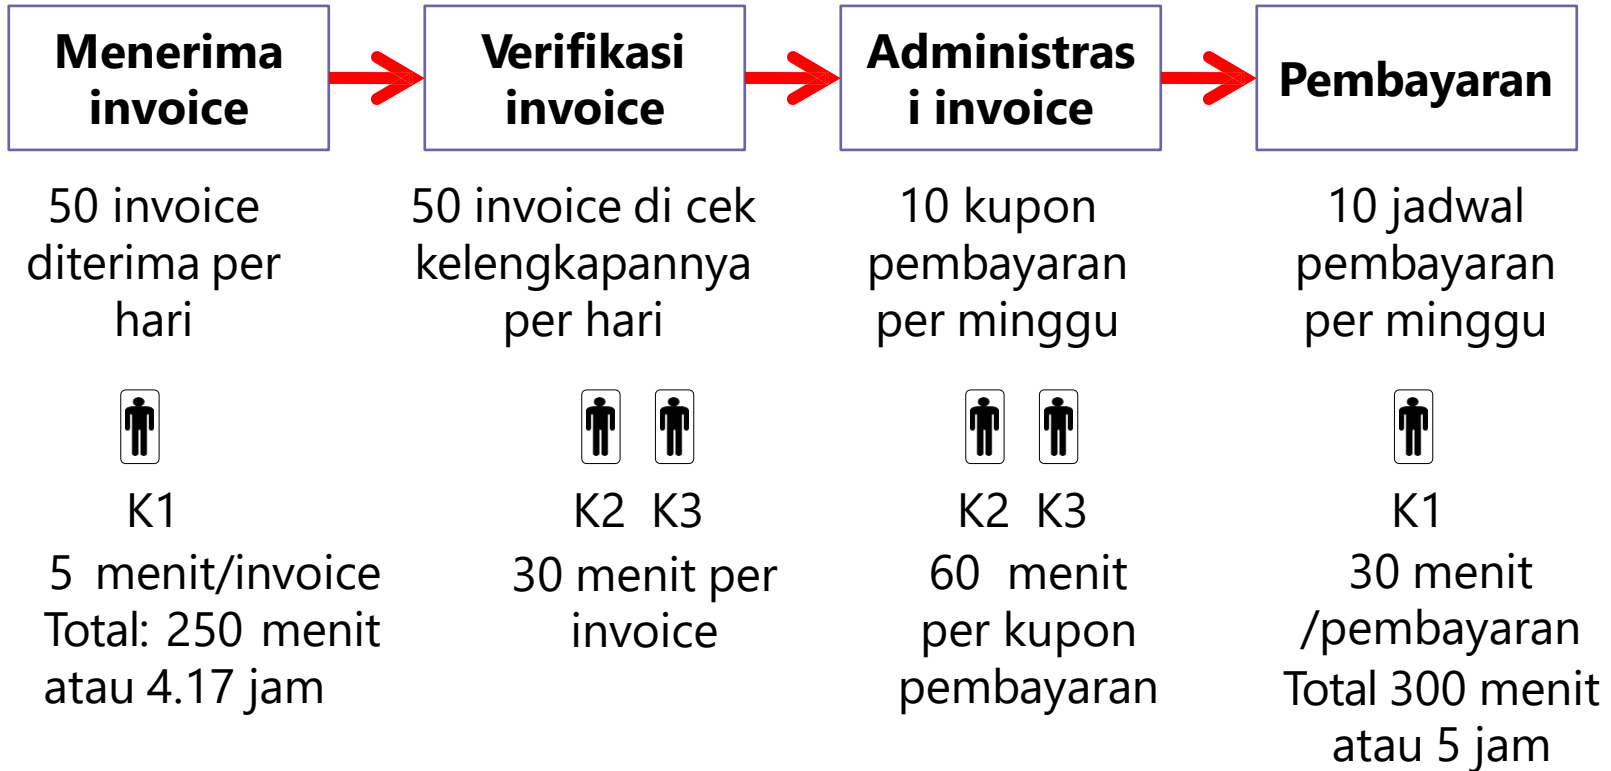 Menerima
invoice
Verifikasi
invoice
Administras
i invoice
Pembayaran
50 invoice
diterima per
hari
50 invoice di cek
kelengkapannya
per hari
10 kupon
pembayaran
per minggu
10 jadwal
pembayaran
per minggu
K1
K2 K3
K2 K3
K1
5 menit/invoice
Total: 250 menit
atau 4.17 jam
30 menit per
invoice
60 menit
per kupon
pembayaran
30 menit
/pembayaran
Total 300 menit
atau 5 jam